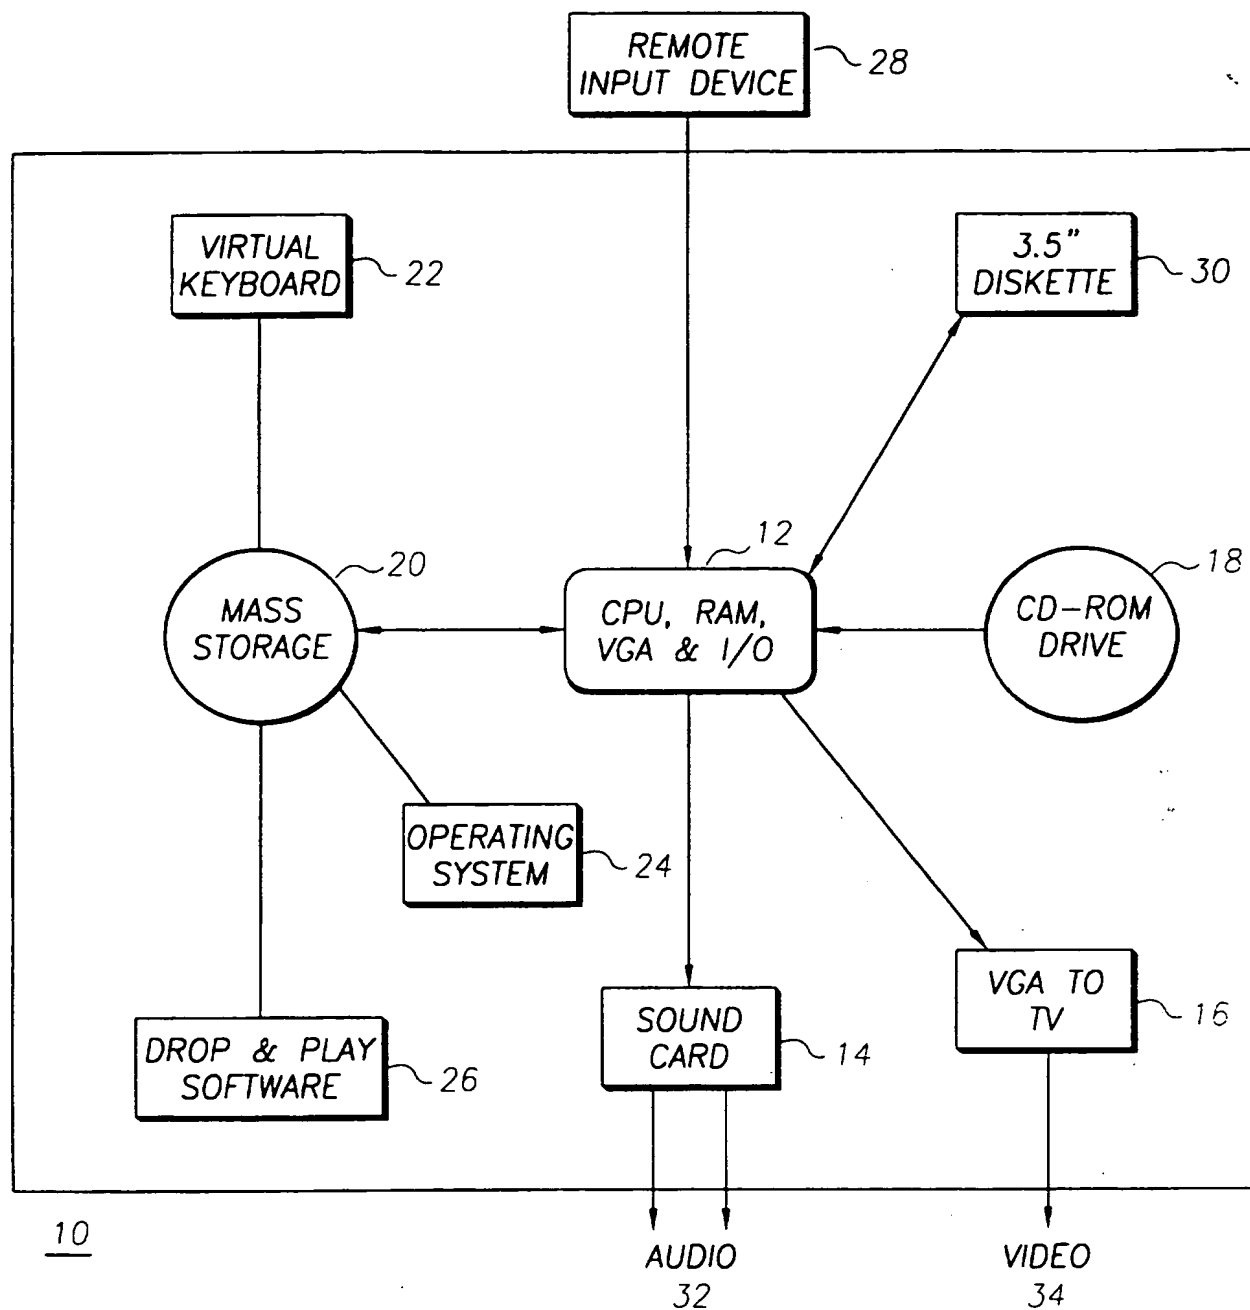 REMOTE
INPUT DEVICE
28
VIRTUAL
KEYBOARD
22
3.5"
DISKETTE
30
MASS
STORAGE
20
CPU, RAM,
VGA & I/O
12
CD-ROM
DRIVE
18
OPERATING
SYSTEM
24
DROP & PLAY
SOFTWARE
26
SOUND
CARD
14
VGA TO
TV
16
10
AUDIO
32
VIDEO
34